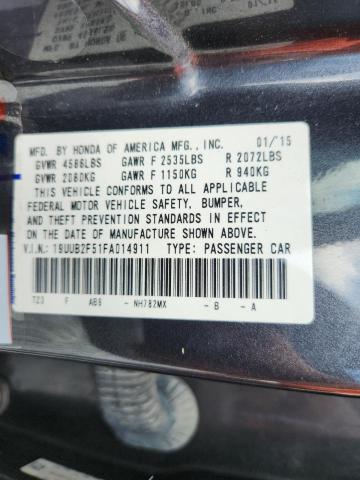 MFD. BY HONDA OF AMERICA MFG., INC. 01/'15
GVWR 4586LBS GAWR F 2535LBS R 2072LBS
GVWR 2080KG GAWR F 1150KG R 940KG
THIS VEHICLE CONFORMS TO ALL APPLICABLE
FEDERAL MOTOR VEHICLE SAFETY, BUMPER,
AND THEFT PREVENTION STANDARDS IN EFFECT
ON THE DATE OF MANUFACTURE SHOWN ABOVE.
V.I.N.: 19UUB2F51FA014911 TYPE: PASSENGER CAR
TZ3 F AB9 - NH782MX - B - A